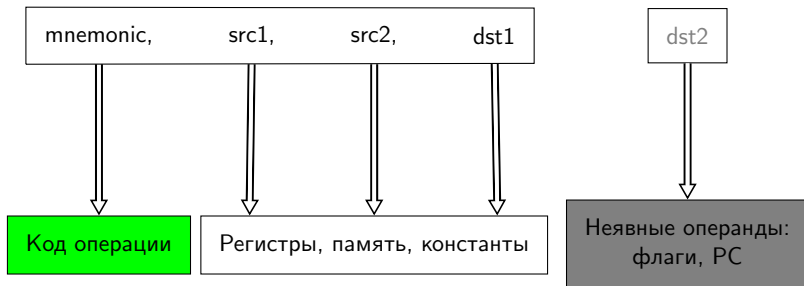 mnemonic, src1, src2, dst1
dst2
Код операции
Регистры, память, константы
Неявные операнды:
флаги, PC